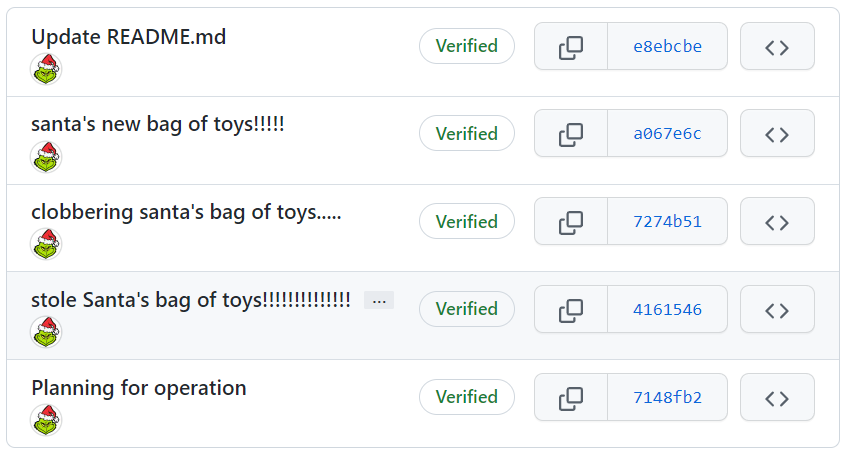 Update README.md
Verified
e8ebcbe
santa's new bag of toys!!!!!
Verified
a067e6c
clobbering santa's bag of toys.....
Verified
7274b51
stole Santa's bag of toys!!!!!!!!!!!!!! ...
Verified
4161546
Planning for operation
Verified
7148fb2